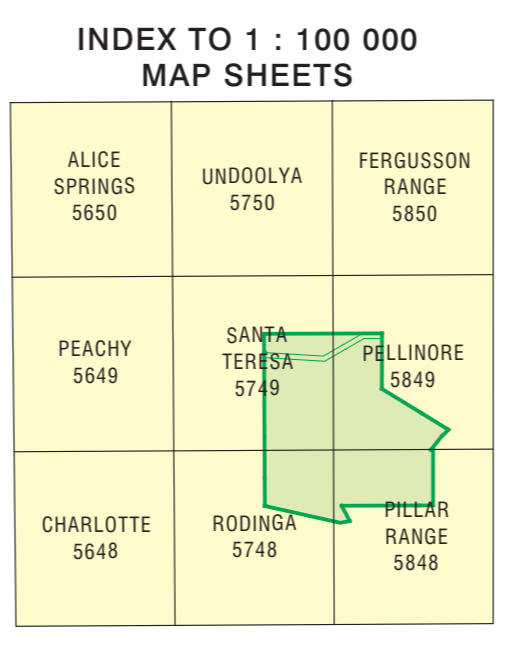 INDEX TO 1 : 100 000
MAP SHEETS
ALICE
SPRINGS
5650
UNDOOLYA
5750
FERGUSSON
RANGE
5850
PEACHY
5649
SANTA
TERESA
5749
PELLINORE
5849
CHARLOTTE
5648
RODINGA
5748
PILLAR
RANGE
5848